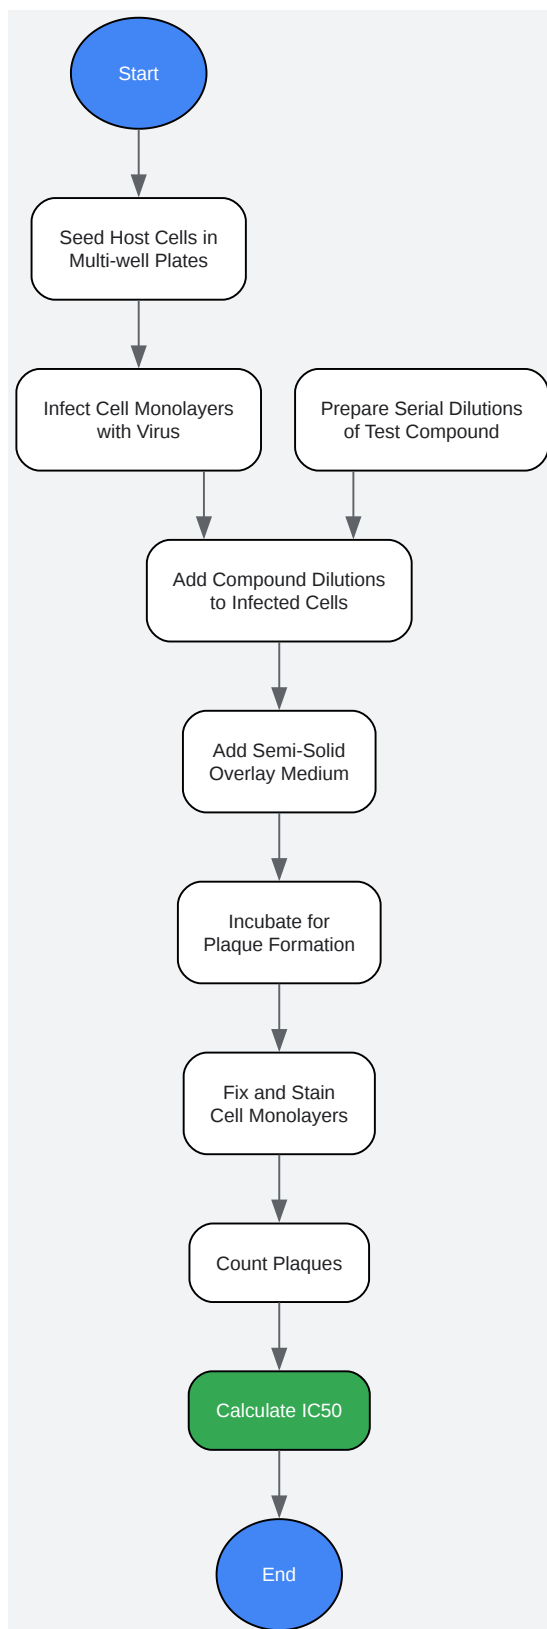 Start
Seed Host Cells in
Multi-well Plates
Infect Cell Monolayers
with Virus
Prepare Serial Dilutions
of Test Compound
Add Compound Dilutions
to Infected Cells
Add Semi-Solid
Overlay Medium
Incubate for
Plaque Formation
Fix and Stain
Cell Monolayers
Count Plaques
Calculate IC50
End